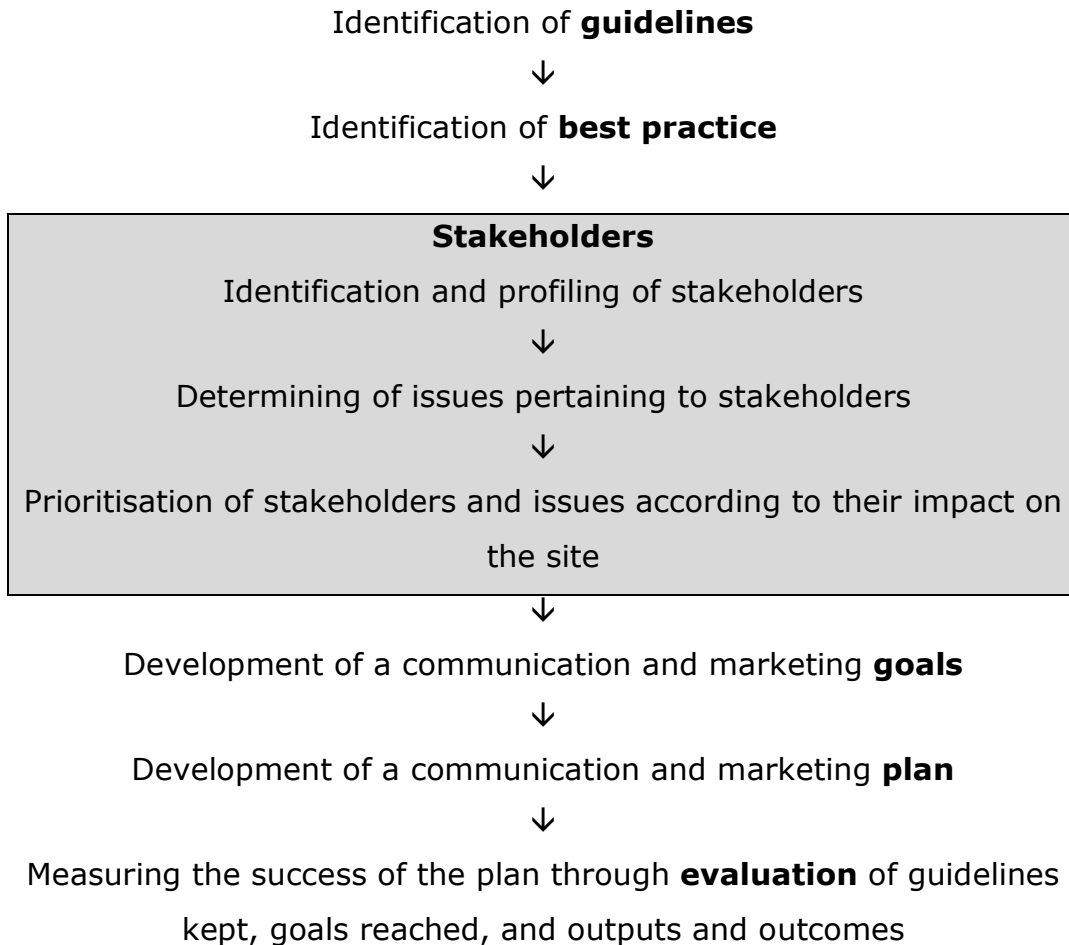 Identification of guidelines
↓
Identification of best practice
↓
Stakeholders
Identification and profiling of stakeholders
↓
Determining of issues pertaining to stakeholders
↓
Prioritisation of stakeholders and issues according to their impact on
the site
↓
Development of a communication and marketing goals
↓
Development of a communication and marketing plan
↓
Measuring the success of the plan through evaluation of guidelines
kept, goals reached, and outputs and outcomes